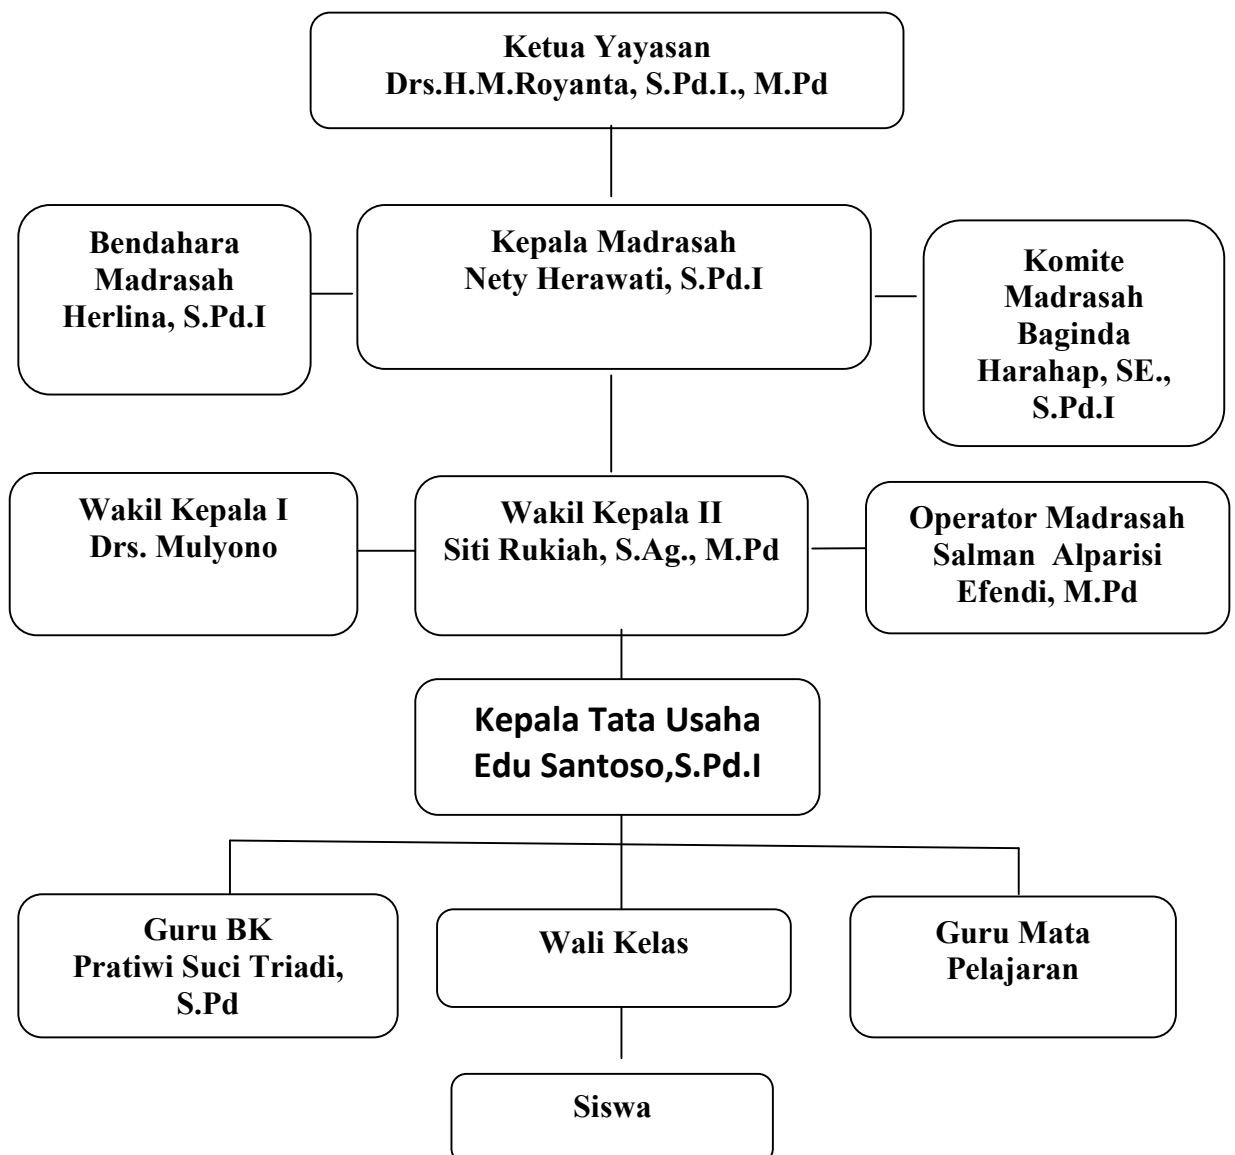 Ketua Yayasan
Drs.H.M.Royanta, S.Pd.I., M.Pd
Bendahara
Madrasah
Herlina, S.Pd.I
Kepala Madrasah
Nety Herawati, S.Pd.I
Komite
Madrasah
Baginda
Harahap, SE.,
S.Pd.I
Wakil Kepala I
Drs. Mulyono
Wakil Kepala II
Siti Rukiah, S.Ag., M.Pd
Operator Madrasah
Salman  Alparisi
Efendi, M.Pd
Kepala Tata Usaha
Edu Santoso,S.Pd.I
Guru BK
Pratiwi Suci Triadi,
S.Pd
Wali Kelas
Guru Mata
Pelajaran
Siswa